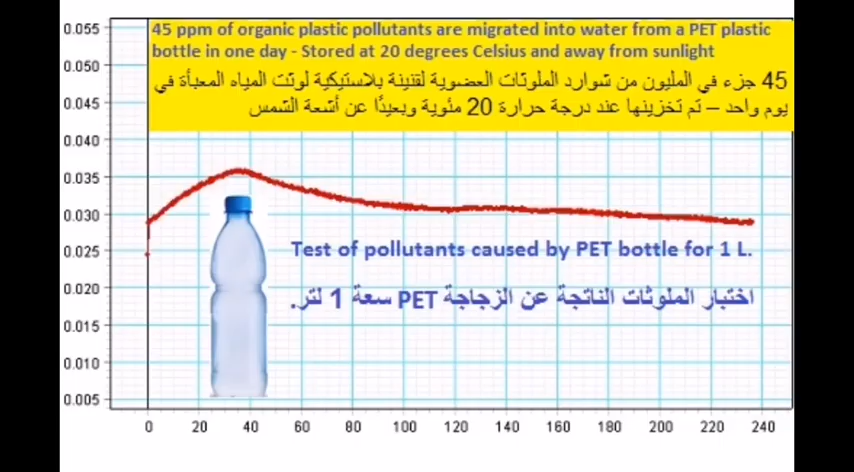 45 ppm of organic plastic pollutants are migrated into water from a PET plastic
bottle in one day - Stored at 20 degrees Celsius and away from sunlight
45 جزء في المليون من شوارد الملوثات العضوية لقنينة بلاستيكية لوثت المياه المعبأة في
يوم واحد – تم تخزينها عند درجة حرارة 20 مئوية وبعيدًا عن أشعة الشمس
0.055
0.050
0.045
0.040
0.035
0.030
0.025
0.020
0.015
0.010
0.005
Test of pollutants caused by PET bottle for 1 L.
اختبار الملوثات الناتجة عن الزجاجة PET سعة 1 لتر.
0 20 40 60 80 100 120 140 160 180 200 220 240